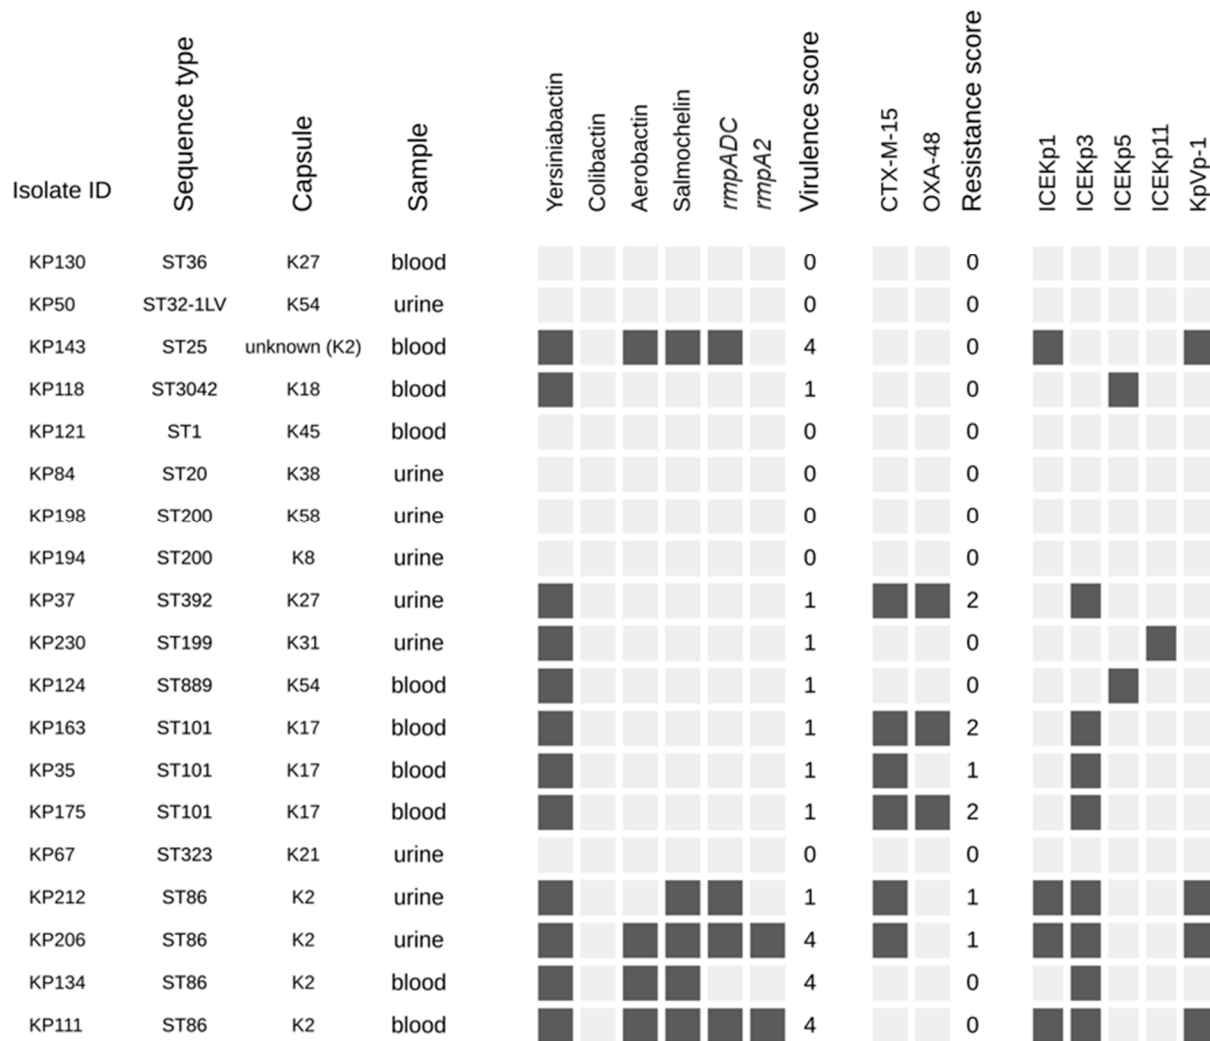 Isolate ID Sequence type Capsule Sample Yersiniabactin Colibactin Aerobactin Salmochelin rmpADC rmpA2 Virulence score CTX-M-15 OXA-48 Resistance score ICEKp1 ICEKp3 ICEKp5 ICEKp11 KpVp-1
KP130 ST36 K27 blood 0 0
KP50 ST32-1LV K54 urine 0 0
KP143 ST25 unknown (K2) blood 4 0
KP118 ST3042 K18 blood 1 0
KP121 ST1 K45 blood 0 0
KP84 ST20 K38 urine 0 0
KP198 ST200 K58 urine 0 0
KP194 ST200 K8 urine 0 0
KP37 ST392 K27 urine 1 2
KP230 ST199 K31 urine 1 0
KP124 ST889 K54 blood 1 0
KP163 ST101 K17 blood 1 2
KP35 ST101 K17 blood 1 1
KP175 ST101 K17 blood 1 2
KP67 ST323 K21 urine 0 0
KP212 ST86 K2 urine 1 1
KP206 ST86 K2 urine 4 1
KP134 ST86 K2 blood 4 0
KP111 ST86 K2 blood 4 0